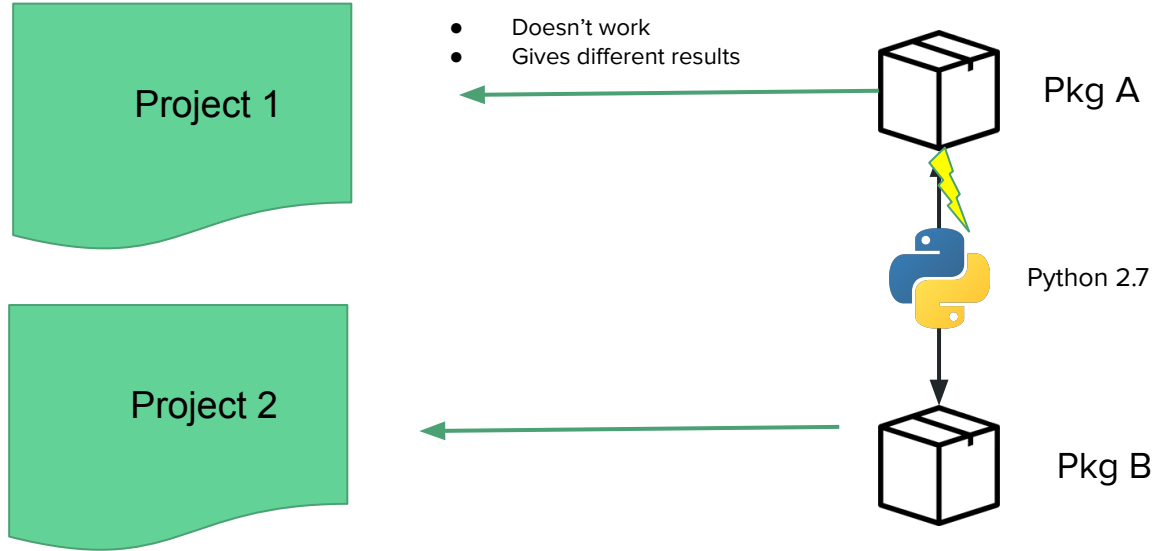 ● Doesn’t work
● Gives different results
Project 1
Pkg A
Python 2.7
Project 2
Pkg B